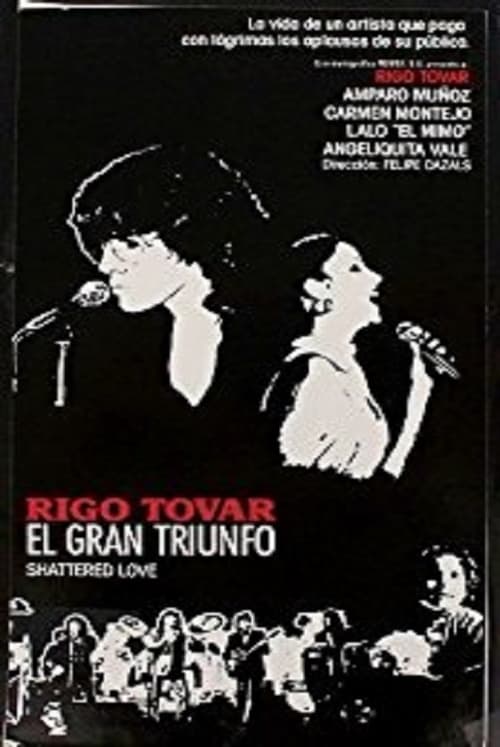 La vida de un artista que paga
con lágrimas los aplausos de su público.
RIGO TOVAR
AMPARO MUÑOZ
CARMEN MONTEJO
LALO "EL MIMO"
ANGELIQUITA VALE
Dirección: FELIPE CAZALS
RIGO TOVAR
EL GRAN TRIUNFO
SHATTERED LOVE